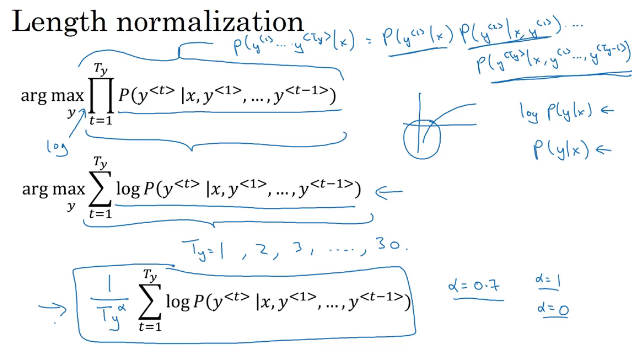 Length normalization
P(y<1> ... y<Ty>|x) = P(y<1>|x) P(y<2>|x, y<1>) ...
P(y<Ty>|x, y<1>, ..., y<Ty-1>)
arg max y ∏ t=1 Ty P(y<t> |x, y<1>, ..., y<t-1>)
log
log P(y|x) ←
P(y|x) ←
arg max y ∑ t=1 Ty log P(y<t> |x, y<1>, ..., y<t-1>) ←
Ty = 1, 2, 3, ....., 30.
→ 1/Ty^α ∑ t=1 Ty log P(y<t> |x, y<1>, ..., y<t-1>)
α = 0.7
α = 1
α = 0